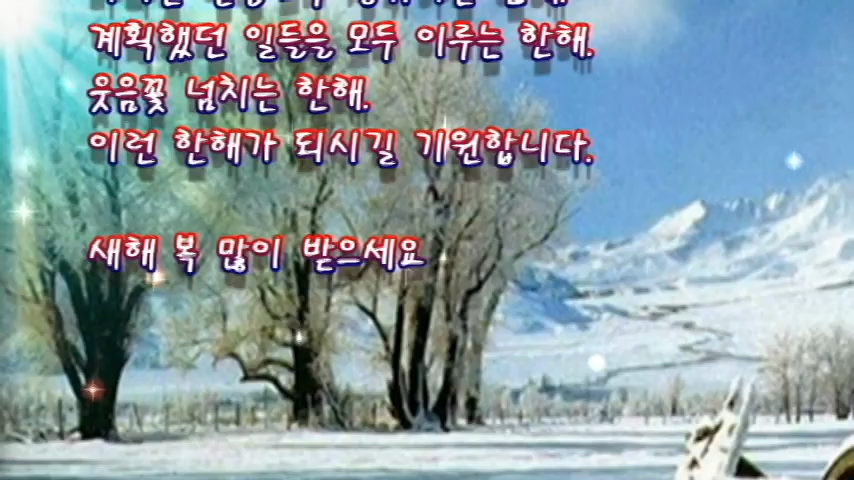 계획했던 일들을 모두 이루는 한해.
웃음꽃 넘치는 한해.
이런 한해가 되시길 기원합니다.
새해 복 많이 받으세요